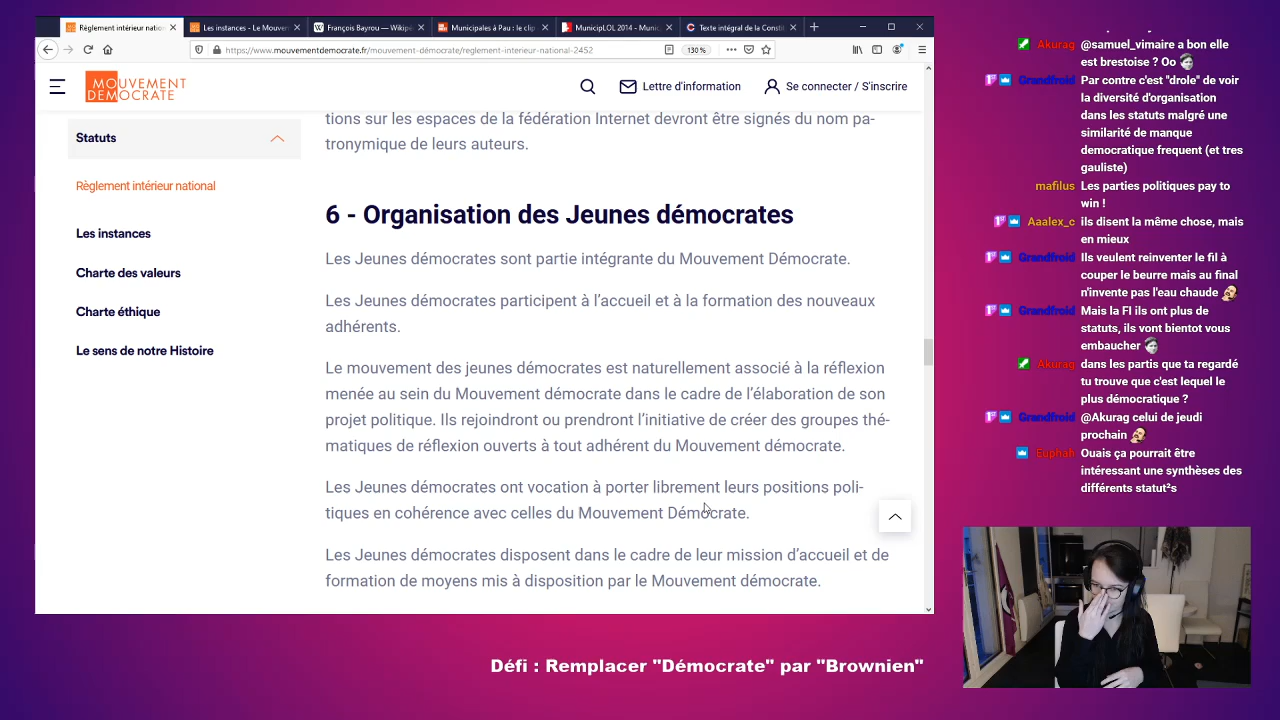 Règlement intérieur natio
Les instances - Le Mouve
François Bayrou — Wikipé
Municipales à Pau : le clip
MunicipLOL 2014 - Munic
Texte intégral de la Consti
https://www.mouvementdemocrate.fr/mouvement-démocrate/reglement-interieur-national-2452
130 %
MOUVEMENT
DÉMOCRATE
Lettre d'information
Se connecter / S'inscrire
Statuts
Règlement intérieur national
Les instances
Charte des valeurs
Charte éthique
Le sens de notre Histoire
tions sur les espaces de la fédération Internet devront être signés du nom pa-
tronymique de leurs auteurs.
6 - Organisation des Jeunes démocrates
Les Jeunes démocrates sont partie intégrante du Mouvement Démocrate.
Les Jeunes démocrates participent à l'accueil et à la formation des nouveaux
adhérents.
Le mouvement des jeunes démocrates est naturellement associé à la réflexion
menée au sein du Mouvement démocrate dans le cadre de l'élaboration de son
projet politique. Ils rejoindront ou prendront l'initiative de créer des groupes thé-
matiques de réflexion ouverts à tout adhérent du Mouvement démocrate.
Les Jeunes démocrates ont vocation à porter librement leurs positions poli-
tiques en cohérence avec celles du Mouvement Démocrate.
Les Jeunes démocrates disposent dans le cadre de leur mission d'accueil et de
formation de moyens mis à disposition par le Mouvement démocrate.
Akurag @samuel_vimaire a bon elle
est brestoise ? Oo
Grandfroid Par contre c'est "drole" de voir
la diversité d'organisation
dans les statuts malgré une
similarité de manque
democratique frequent (et tres
gauliste)
mafilus Les parties politiques pay to
win !
Aaalex_c ils disent la même chose, mais
en mieux
Grandfroid Ils veulent reinventer le fil à
couper le beurre mais au final
n'invente pas l'eau chaude
Grandfroid Mais la FI ils ont plus de
statuts, ils vont bientot vous
embaucher
Akurag dans les partis que ta regardé
tu trouve que c'est lequel le
plus démocratique ?
Grandfroid @Akurag celui de jeudi
prochain
Euphah Ouais ça pourrait être
intéressant une synthèses des
différents statut²s
Défi : Remplacer "Démocrate" par "Brownien"